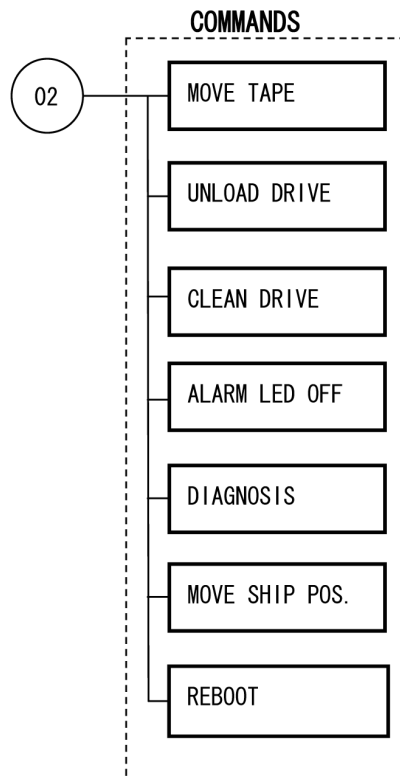 COMMANDS
02
MOVE TAPE
UNLOAD DRIVE
CLEAN DRIVE
ALARM LED OFF
DIAGNOSIS
MOVE SHIP POS.
REBOOT